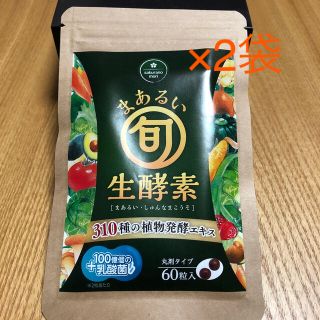 ×2袋
sakurano
mori
まあるい
旬
生酵素
[まあるい・しゅんなまこうそ]
310種の植物発酵エキス
100億個の
+乳酸菌
丸剤タイプ
60粒入